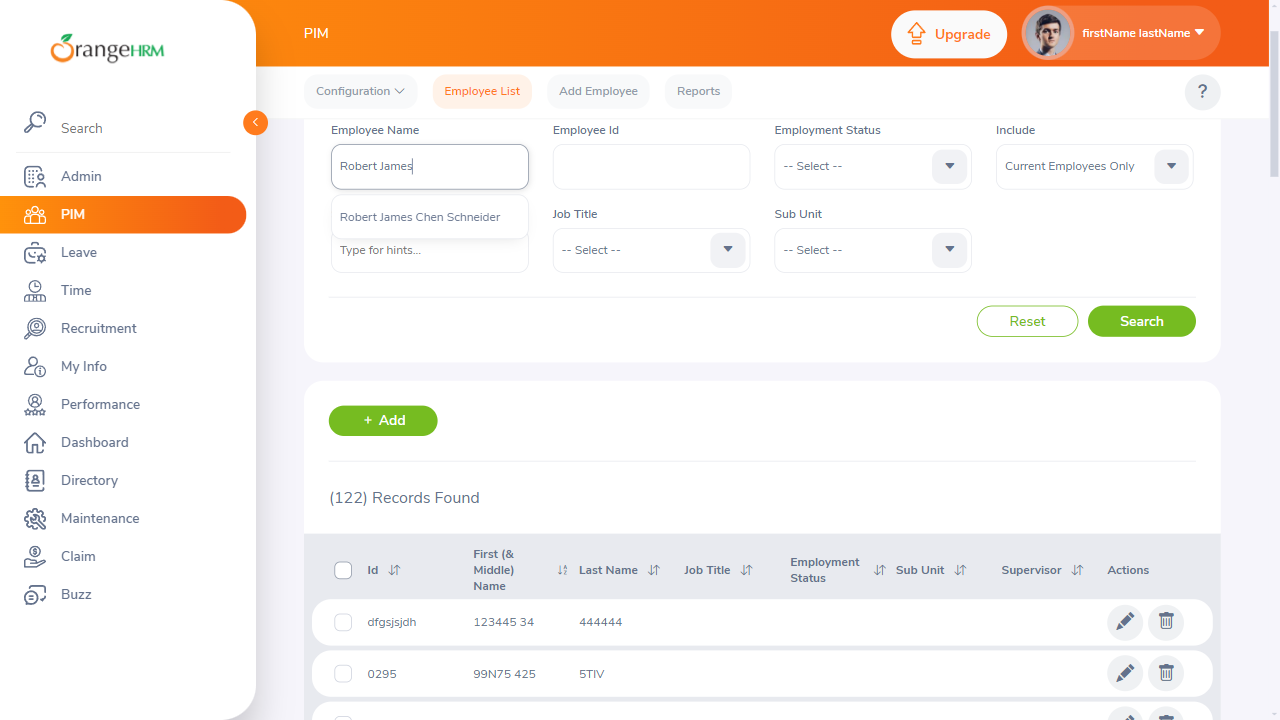 OrangeHRM
Search
Admin
PIM
Leave
Time
Recruitment
My Info
Performance
Dashboard
Directory
Maintenance
Claim
Buzz
PIM
Upgrade
firstName lastName
Configuration
Employee List
Add Employee
Reports
?
Employee Name
Employee Id
Employment Status
Include
Robert James
-- Select --
Current Employees Only
Robert James Chen Schneider
Job Title
Sub Unit
Type for hints...
-- Select --
-- Select --
Reset
Search
+ Add
(122) Records Found
Id
First (& Middle) Name
Last Name
Job Title
Employment Status
Sub Unit
Supervisor
Actions
dfgsjsjdh
123445 34
444444
0295
99N75 425
5TIV